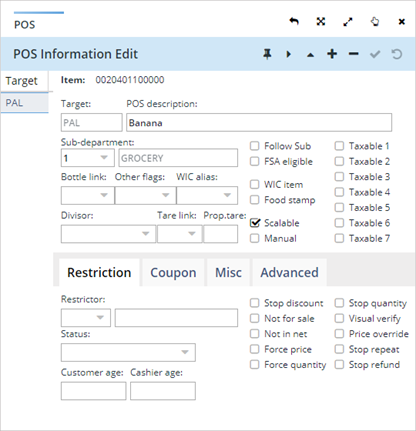 POS
POS Information Edit
Target
PAL
Item: 0020401100000
Target: POS description:
PAL Banana
Sub-department:
1 GROCERY
Bottle link: Other flags: WIC alias:
Divisor: Tare link: Prop.tare:
Follow Sub
FSA eligible
WIC item
Food stamp
Scalable
Manual
Taxable 1
Taxable 2
Taxable 3
Taxable 4
Taxable 5
Taxable 6
Taxable 7
Restriction Coupon Misc Advanced
Restrictor:
Status:
Customer age: Cashier age:
Stop discount
Not for sale
Not in net
Force price
Force quantity
Stop quantity
Visual verify
Price override
Stop repeat
Stop refund